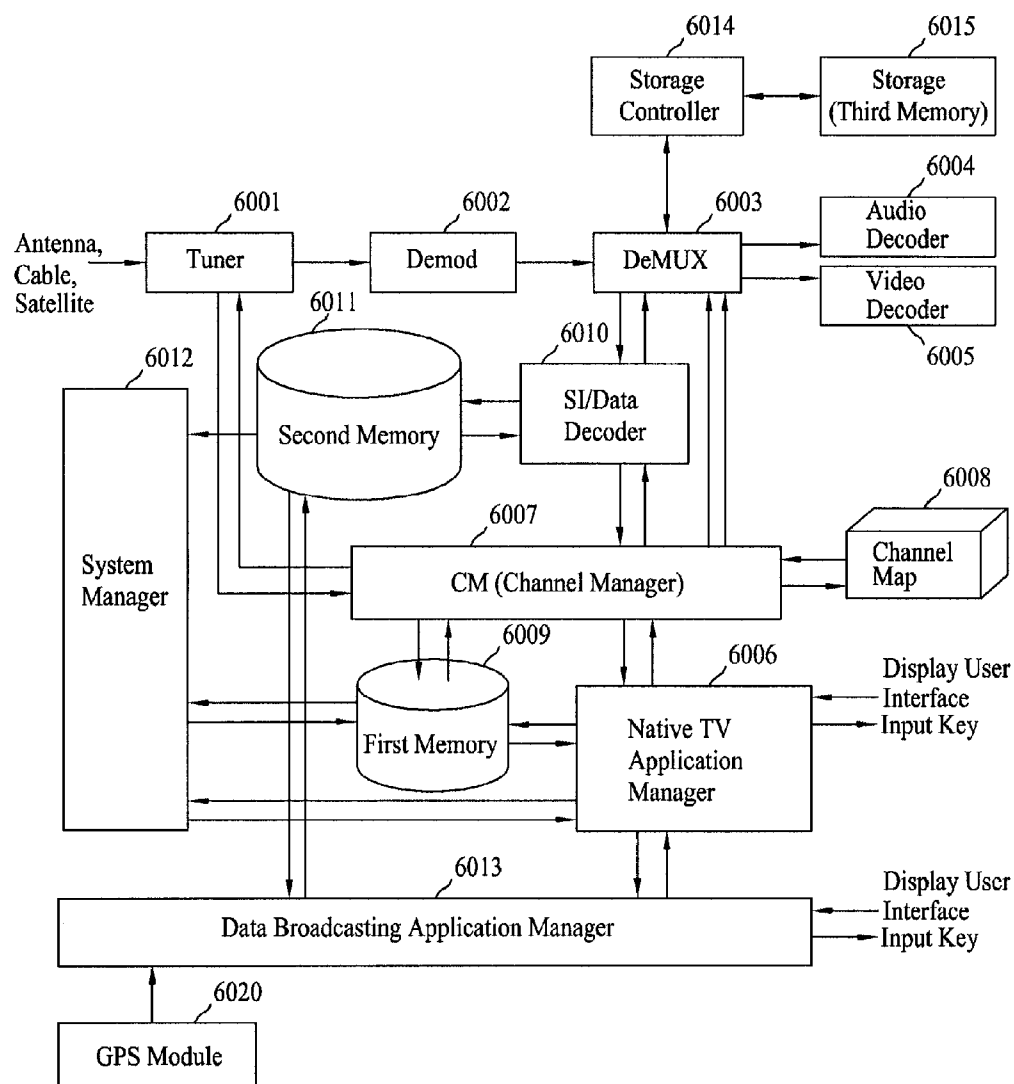 6014
6015
Storage
Controller
Storage
(Third Memory)
6001
6002
6003
6004
Antenna,
Cable,
Satellite
Tuner
Demod
DeMUX
Audio
Decoder
Video
Decoder
6005
6011
6010
6012
Second Memory
SI/Data
Decoder
6007
6008
System
Manager
CM (Channel Manager)
Channel
Map
6009
6006
First Memory
Native TV
Application
Manager
Display User
Interface
Input Key
6013
Data Broadcasting Application Manager
Display User
Interface
Input Key
6020
GPS Module